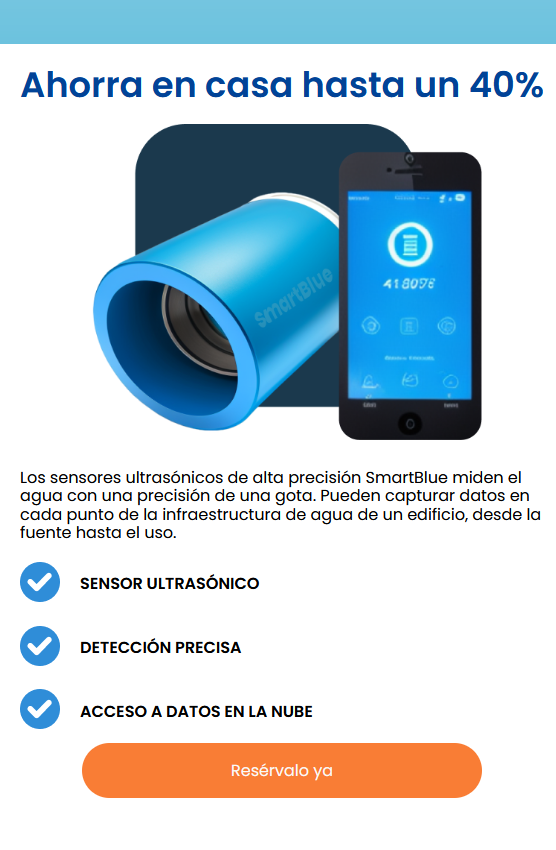 Ahorra en casa hasta un 40%
smartBlue
Los sensores ultrasónicos de alta precisión SmartBlue miden el
agua con una precisión de una gota. Pueden capturar datos en
cada punto de la infraestructura de agua de un edificio, desde la
fuente hasta el uso.
SENSOR ULTRASÓNICO
DETECCIÓN PRECISA
ACCESO A DATOS EN LA NUBE
Resérvalo ya